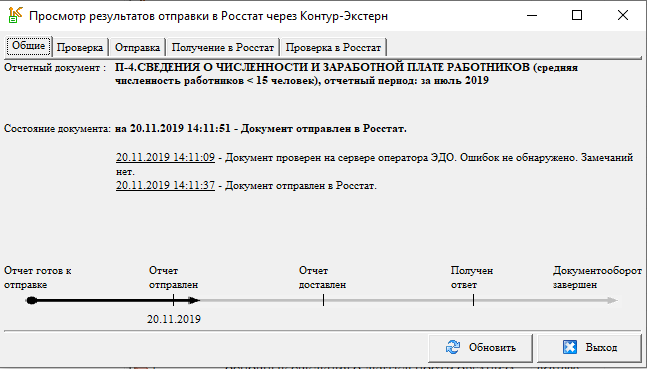 Просмотр результатов отправки в Росстат через Контур-Экстерн
Общие Проверка Отправка Получение в Росстат Проверка в Росстат
Отчетный документ : П-4.СВЕДЕНИЯ О ЧИСЛЕННОСТИ И ЗАРАБОТНОЙ ПЛАТЕ РАБОТНИКОВ (средняя
численность работников < 15 человек), отчетный период: за июль 2019
Состояние документа: на 20.11.2019 14:11:51 - Документ отправлен в Росстат.
20.11.2019 14:11:09 - Документ проверен на сервере оператора ЭДО. Ошибок не обнаружено. Замечаний
нет.
20.11.2019 14:11:37 - Документ отправлен в Росстат.
Отчет готов к Отчет Отчет Получен Документооборот
отправке отправлен доставлен ответ завершен
20.11.2019
Обновить Выход